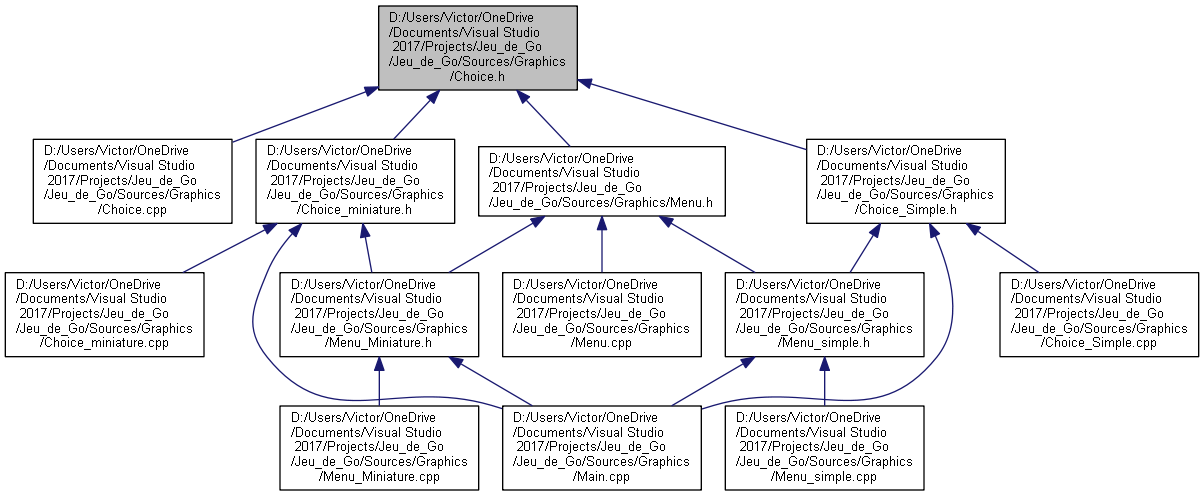 D:/Users/Victor/OneDrive
/Documents/Visual Studio
2017/Projects/Jeu_de_Go
/Jeu_de_Go/Sources/Graphics
/Choice.h
D:/Users/Victor/OneDrive
/Documents/Visual Studio
2017/Projects/Jeu_de_Go
/Jeu_de_Go/Sources/Graphics
/Choice.cpp
D:/Users/Victor/OneDrive
/Documents/Visual Studio
2017/Projects/Jeu_de_Go
/Jeu_de_Go/Sources/Graphics
/Choice_miniature.h
D:/Users/Victor/OneDrive
/Documents/Visual Studio
2017/Projects/Jeu_de_Go
/Jeu_de_Go/Sources/Graphics/Menu.h
D:/Users/Victor/OneDrive
/Documents/Visual Studio
2017/Projects/Jeu_de_Go
/Jeu_de_Go/Sources/Graphics
/Choice_Simple.h
D:/Users/Victor/OneDrive
/Documents/Visual Studio
2017/Projects/Jeu_de_Go
/Jeu_de_Go/Sources/Graphics
/Choice_miniature.cpp
D:/Users/Victor/OneDrive
/Documents/Visual Studio
2017/Projects/Jeu_de_Go
/Jeu_de_Go/Sources/Graphics
/Menu_Miniature.h
D:/Users/Victor/OneDrive
/Documents/Visual Studio
2017/Projects/Jeu_de_Go
/Jeu_de_Go/Sources/Graphics
/Menu.cpp
D:/Users/Victor/OneDrive
/Documents/Visual Studio
2017/Projects/Jeu_de_Go
/Jeu_de_Go/Sources/Graphics
/Menu_simple.h
D:/Users/Victor/OneDrive
/Documents/Visual Studio
2017/Projects/Jeu_de_Go
/Jeu_de_Go/Sources/Graphics
/Choice_Simple.cpp
D:/Users/Victor/OneDrive
/Documents/Visual Studio
2017/Projects/Jeu_de_Go
/Jeu_de_Go/Sources/Graphics
/Menu_Miniature.cpp
D:/Users/Victor/OneDrive
/Documents/Visual Studio
2017/Projects/Jeu_de_Go
/Jeu_de_Go/Sources/Graphics
/Main.cpp
D:/Users/Victor/OneDrive
/Documents/Visual Studio
2017/Projects/Jeu_de_Go
/Jeu_de_Go/Sources/Graphics
/Menu_simple.cpp